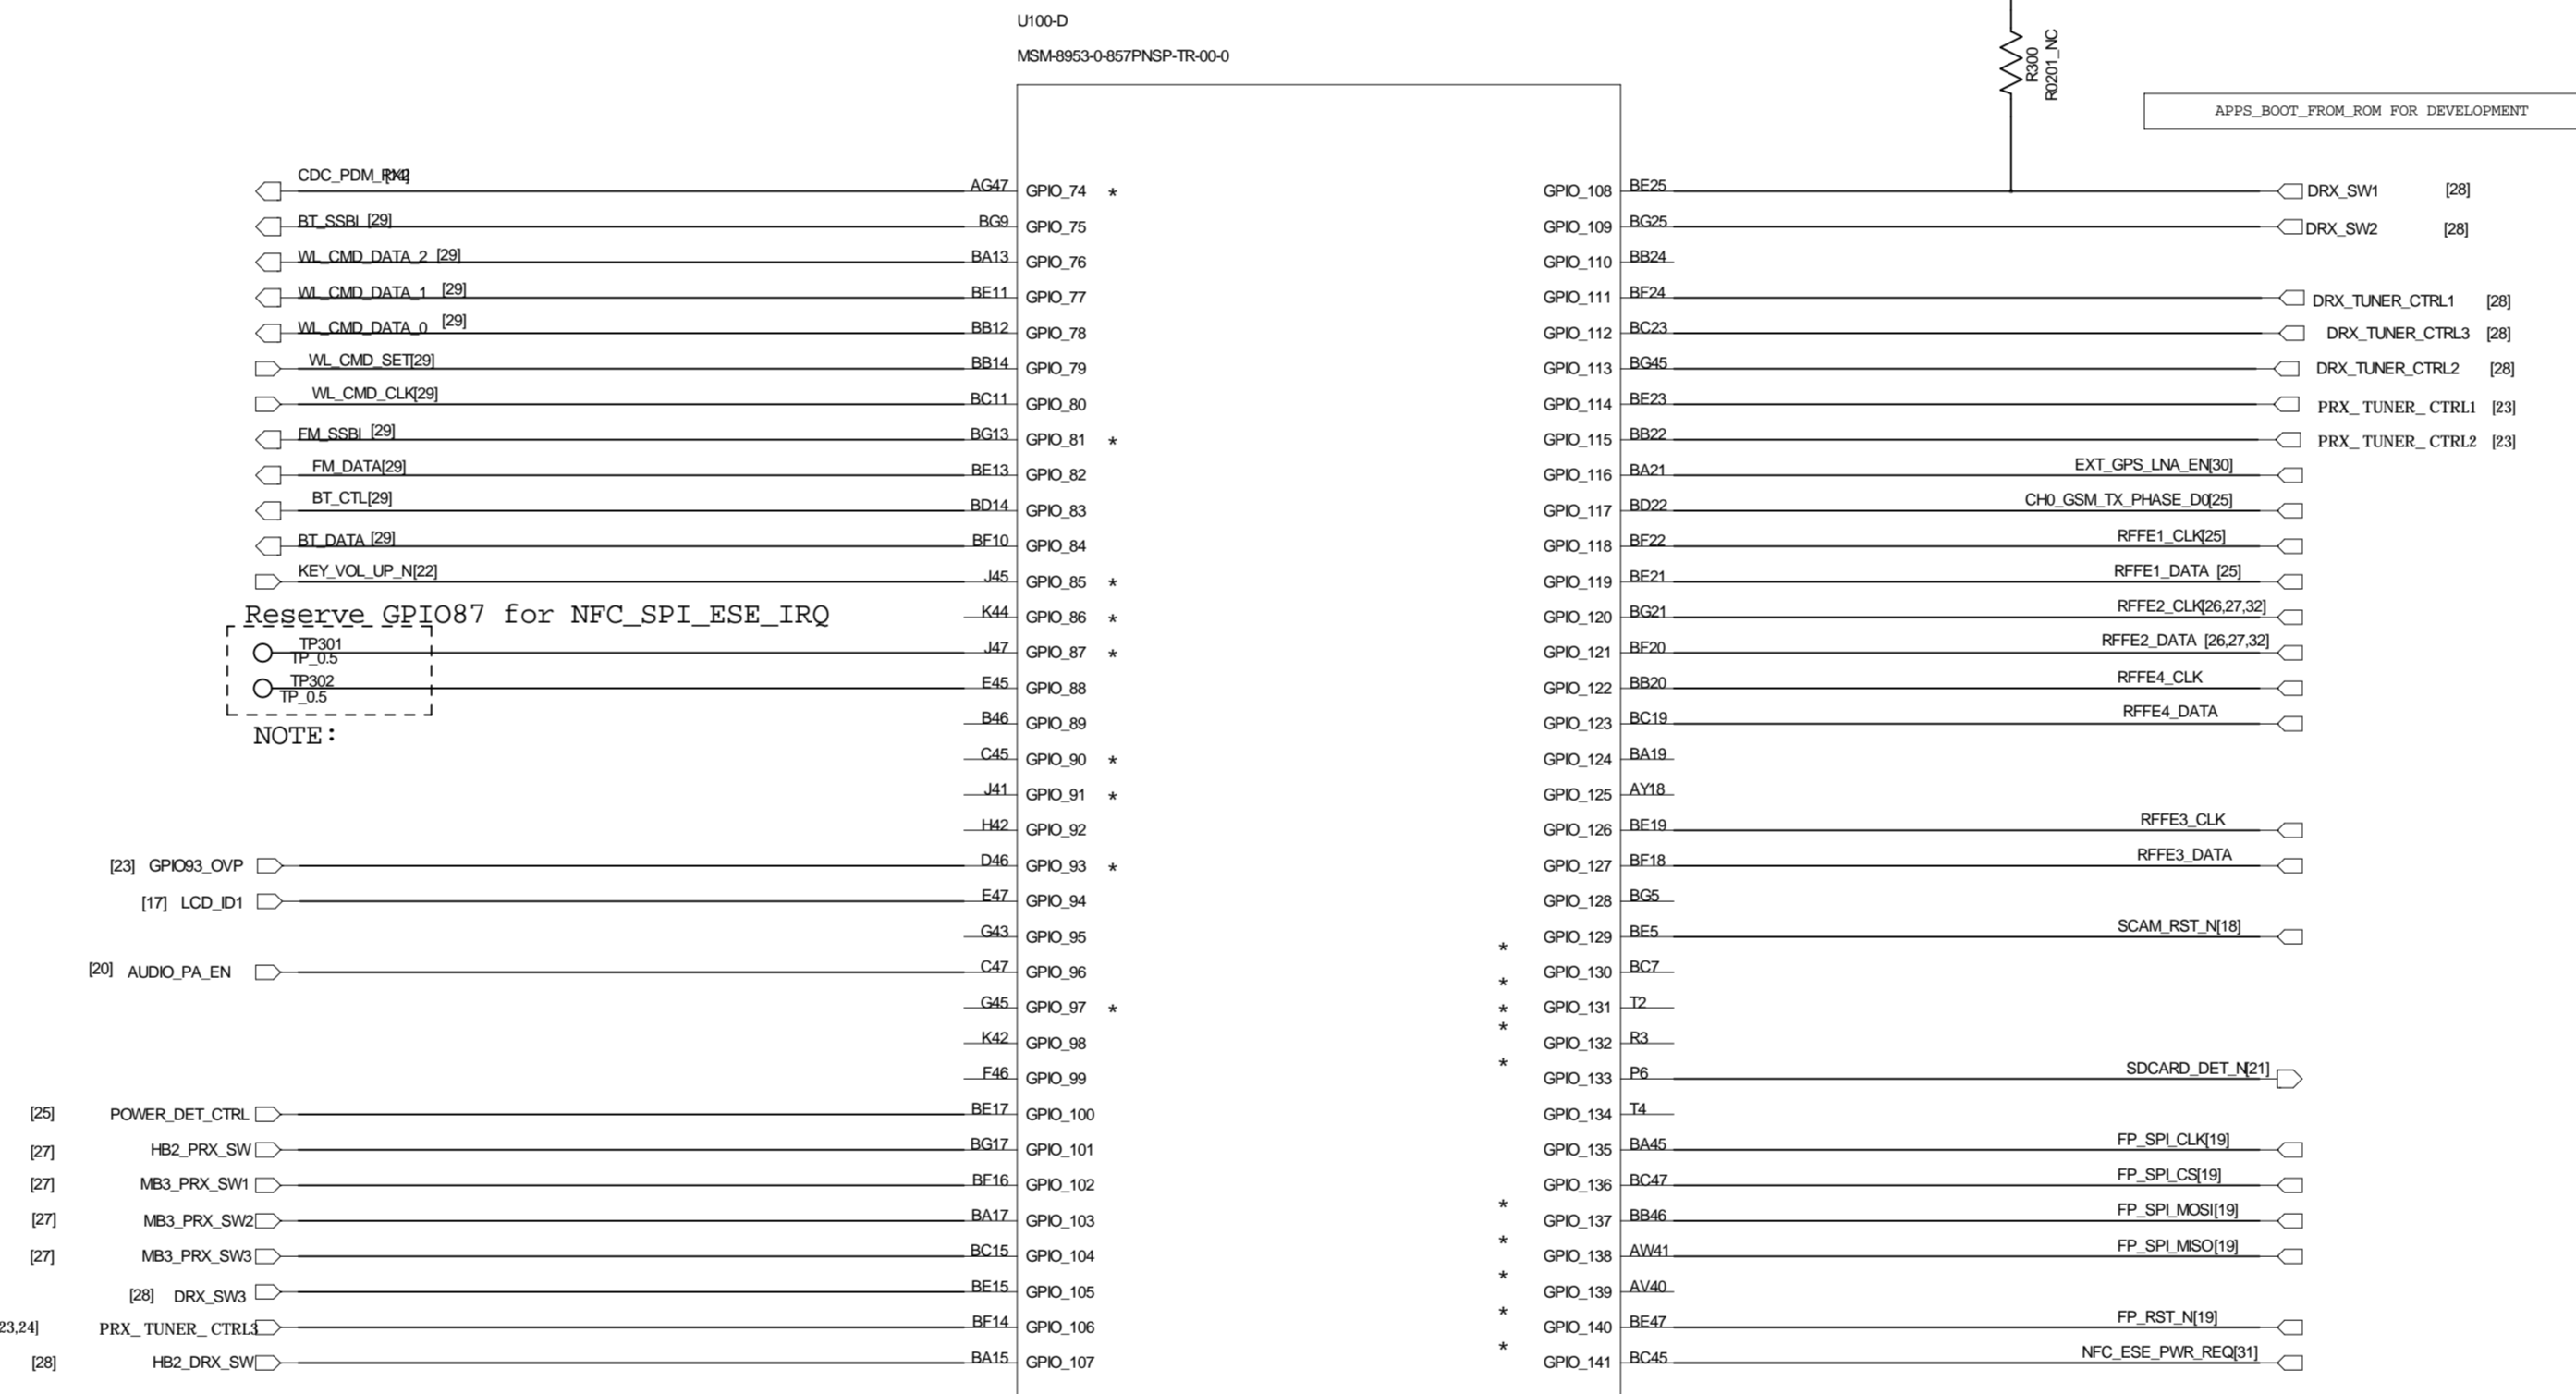 U100-D
MSM-8953-0-857PNSP-TR-00-0
R300
R0201_NC
APPS_BOOT_FROM_ROM FOR DEVELOPMENT
CDC_PDM_ AG47 GPIO_74 * GPIO_108 BE25 DRX_SW1 [28]
BT_SSBI [29] BG9 GPIO_75 GPIO_109 BG25 DRX_SW2 [28]
WL_CMD_DATA_2 [29] BA13 GPIO_76 GPIO_110 BB24
WL_CMD_DATA_1 [29] BE11 GPIO_77 GPIO_111 BF24 DRX_TUNER_CTRL1 [28]
WL_CMD_DATA_0 [29] BB12 GPIO_78 GPIO_112 BC23 DRX_TUNER_CTRL3 [28]
WL_CMD_SET[29] BB14 GPIO_79 GPIO_113 BG45 DRX_TUNER_CTRL2 [28]
WL_CMD_CLK[29] BC11 GPIO_80 GPIO_114 BE23 PRX_ TUNER_ CTRL1 [23]
FM_SSBI [29] BG13 GPIO_81 * GPIO_115 BB22 PRX_ TUNER_ CTRL2 [23]
FM_DATA[29] BE13 GPIO_82 GPIO_116 BA21 EXT_GPS_LNA_EN[30]
BT_CTL[29] BD14 GPIO_83 GPIO_117 BD22 CH0_GSM_TX_PHASE_D0[25]
BT_DATA [29] BF10 GPIO_84 GPIO_118 BF22 RFFE1_CLK[25]
KEY_VOL_UP_N[22] J45 GPIO_85 * GPIO_119 BE21 RFFE1_DATA [25]
Reserve GPIO87 for NFC_SPI_ESE_IRQ K44 GPIO_86 * GPIO_120 BG21 RFFE2_CLK[26,27,32]
TP301 TP_0.5 J47 GPIO_87 * GPIO_121 BF20 RFFE2_DATA [26,27,32]
TP302 TP_0.5 E45 GPIO_88 GPIO_122 BB20 RFFE4_CLK
NOTE: B46 GPIO_89 GPIO_123 BC19 RFFE4_DATA
C45 GPIO_90 * GPIO_124 BA19
J41 GPIO_91 * GPIO_125 AY18
H42 GPIO_92 GPIO_126 BE19 RFFE3_CLK
[23] GPIO93_OVP D46 GPIO_93 * GPIO_127 BF18 RFFE3_DATA
[17] LCD_ID1 E47 GPIO_94 GPIO_128 BG5
G43 GPIO_95 * GPIO_129 BE5 SCAM_RST_N[18]
[20] AUDIO_PA_EN C47 GPIO_96 * GPIO_130 BC7
G45 GPIO_97 * * GPIO_131 T2
K42 GPIO_98 * GPIO_132 R3
F46 GPIO_99 * GPIO_133 P6 SDCARD_DET_N[21]
[25] POWER_DET_CTRL BE17 GPIO_100 GPIO_134 T4
[27] HB2_PRX_SW BG17 GPIO_101 GPIO_135 BA45 FP_SPI_CLK[19]
[27] MB3_PRX_SW1 BF16 GPIO_102 GPIO_136 BC47 FP_SPI_CS[19]
[27] MB3_PRX_SW2 BA17 GPIO_103 * GPIO_137 BB46 FP_SPI_MOSI[19]
[27] MB3_PRX_SW3 BC15 GPIO_104 * GPIO_138 AW41 FP_SPI_MISO[19]
[28] DRX_SW3 BE15 GPIO_105 * GPIO_139 AV40
23,24] PRX_ TUNER_ CTRL3 BF14 GPIO_106 * GPIO_140 BE47 FP_RST_N[19]
[28] HB2_DRX_SW BA15 GPIO_107 * GPIO_141 BC45 NFC_ESE_PWR_REQ[31]